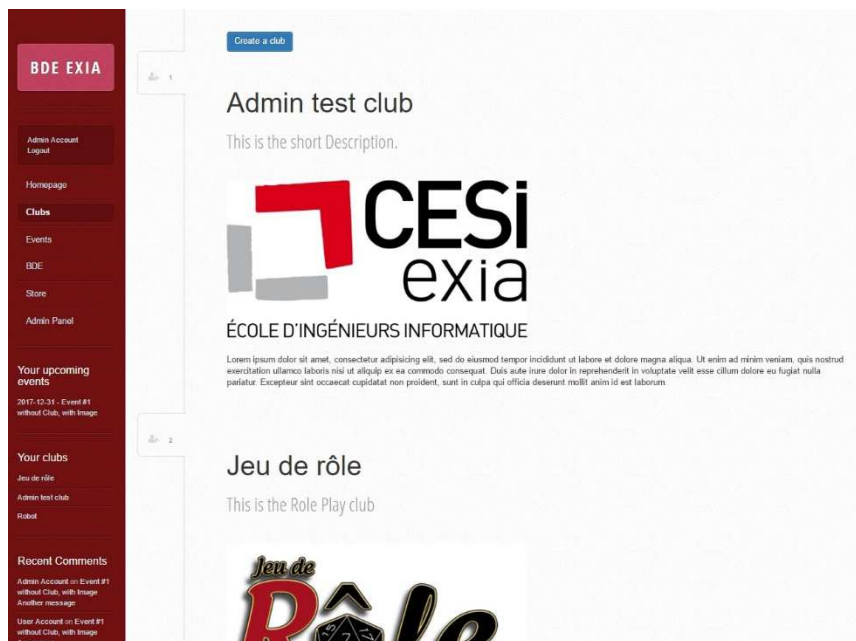 BDE EXIA
Admin Account
Logout
Homepage
Clubs
Events
BDE
Store
Admin Panel
Your upcoming
events
2017-12-31 - Event #1
without Club, with Image
Your clubs
Jeu de rôle
Admin test club
Robot
Recent Comments
Admin Account on Event #1
without Club, with Image
Another message
User Account on Event #1
without Club, with Image
Create a club
1
Admin test club
This is the short Description.
CESi
exia
ÉCOLE D'INGÉNIEURS INFORMATIQUE
Lorem ipsum dolor sit amet, consectetur adipisicing elit, sed do eiusmod tempor incididunt ut labore et dolore magna aliqua. Ut enim ad minim veniam, quis nostrud
exercitation ullamco laboris nisi ut aliquip ex ea commodo consequat. Duis aute irure dolor in reprehenderit in voluptate velit esse cillum dolore eu fugiat nulla
pariatur. Excepteur sint occaecat cupidatat non proident, sunt in culpa qui officia deserunt mollit anim id est laborum.
2
Jeu de rôle
This is the Role Play club
Jeu de
Rôle